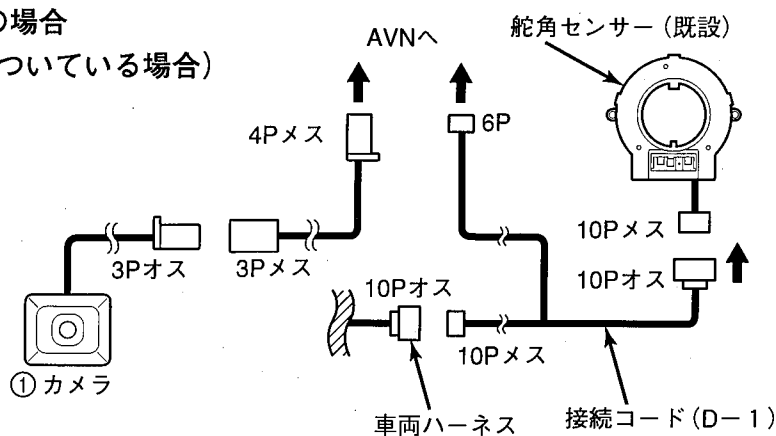 の場合
ついている場合)
AVNへ
舵角センサー(既設)
4Pメス
6P
10Pメス
3Pオス
3Pメス
10Pオス
10Pオス
10Pメス
①カメラ
車両ハーネス
接続コード(D-1)